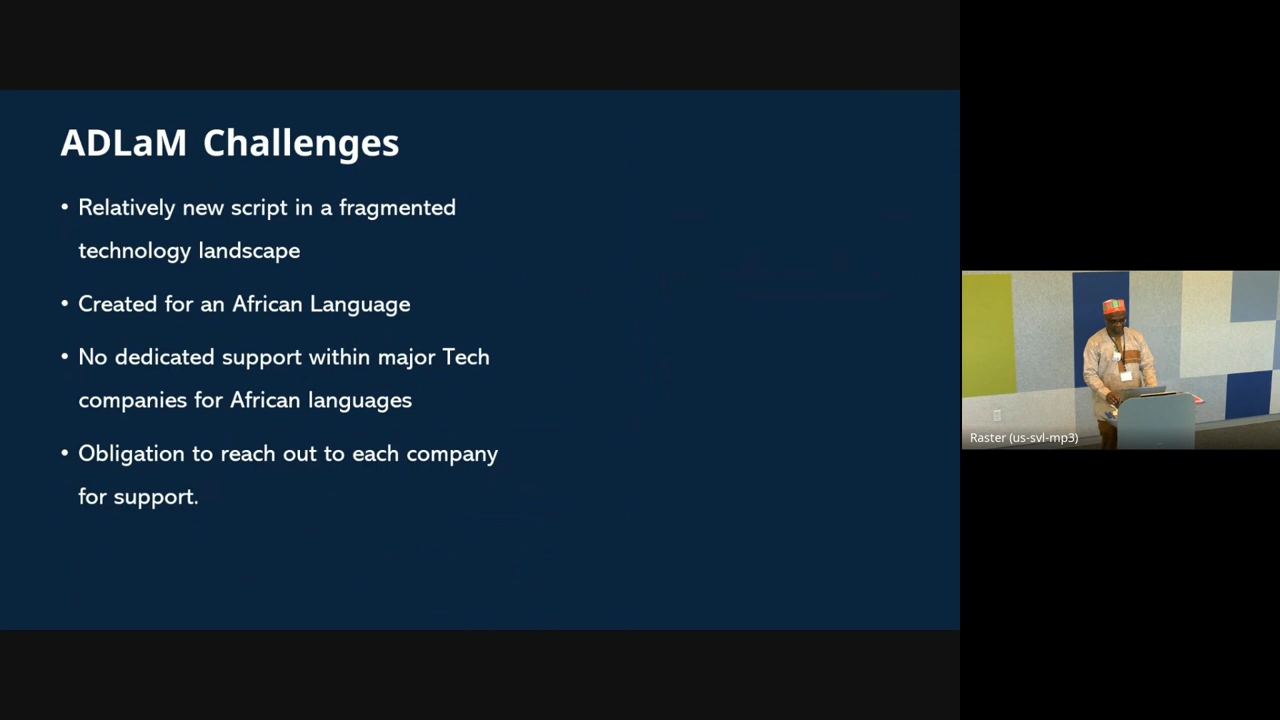 ADLaM Challenges
• Relatively new script in a fragmented
technology landscape
• Created for an African Language
• No dedicated support within major Tech
companies for African languages
• Obligation to reach out to each company
for support.
Raster (us-svl-mp3)